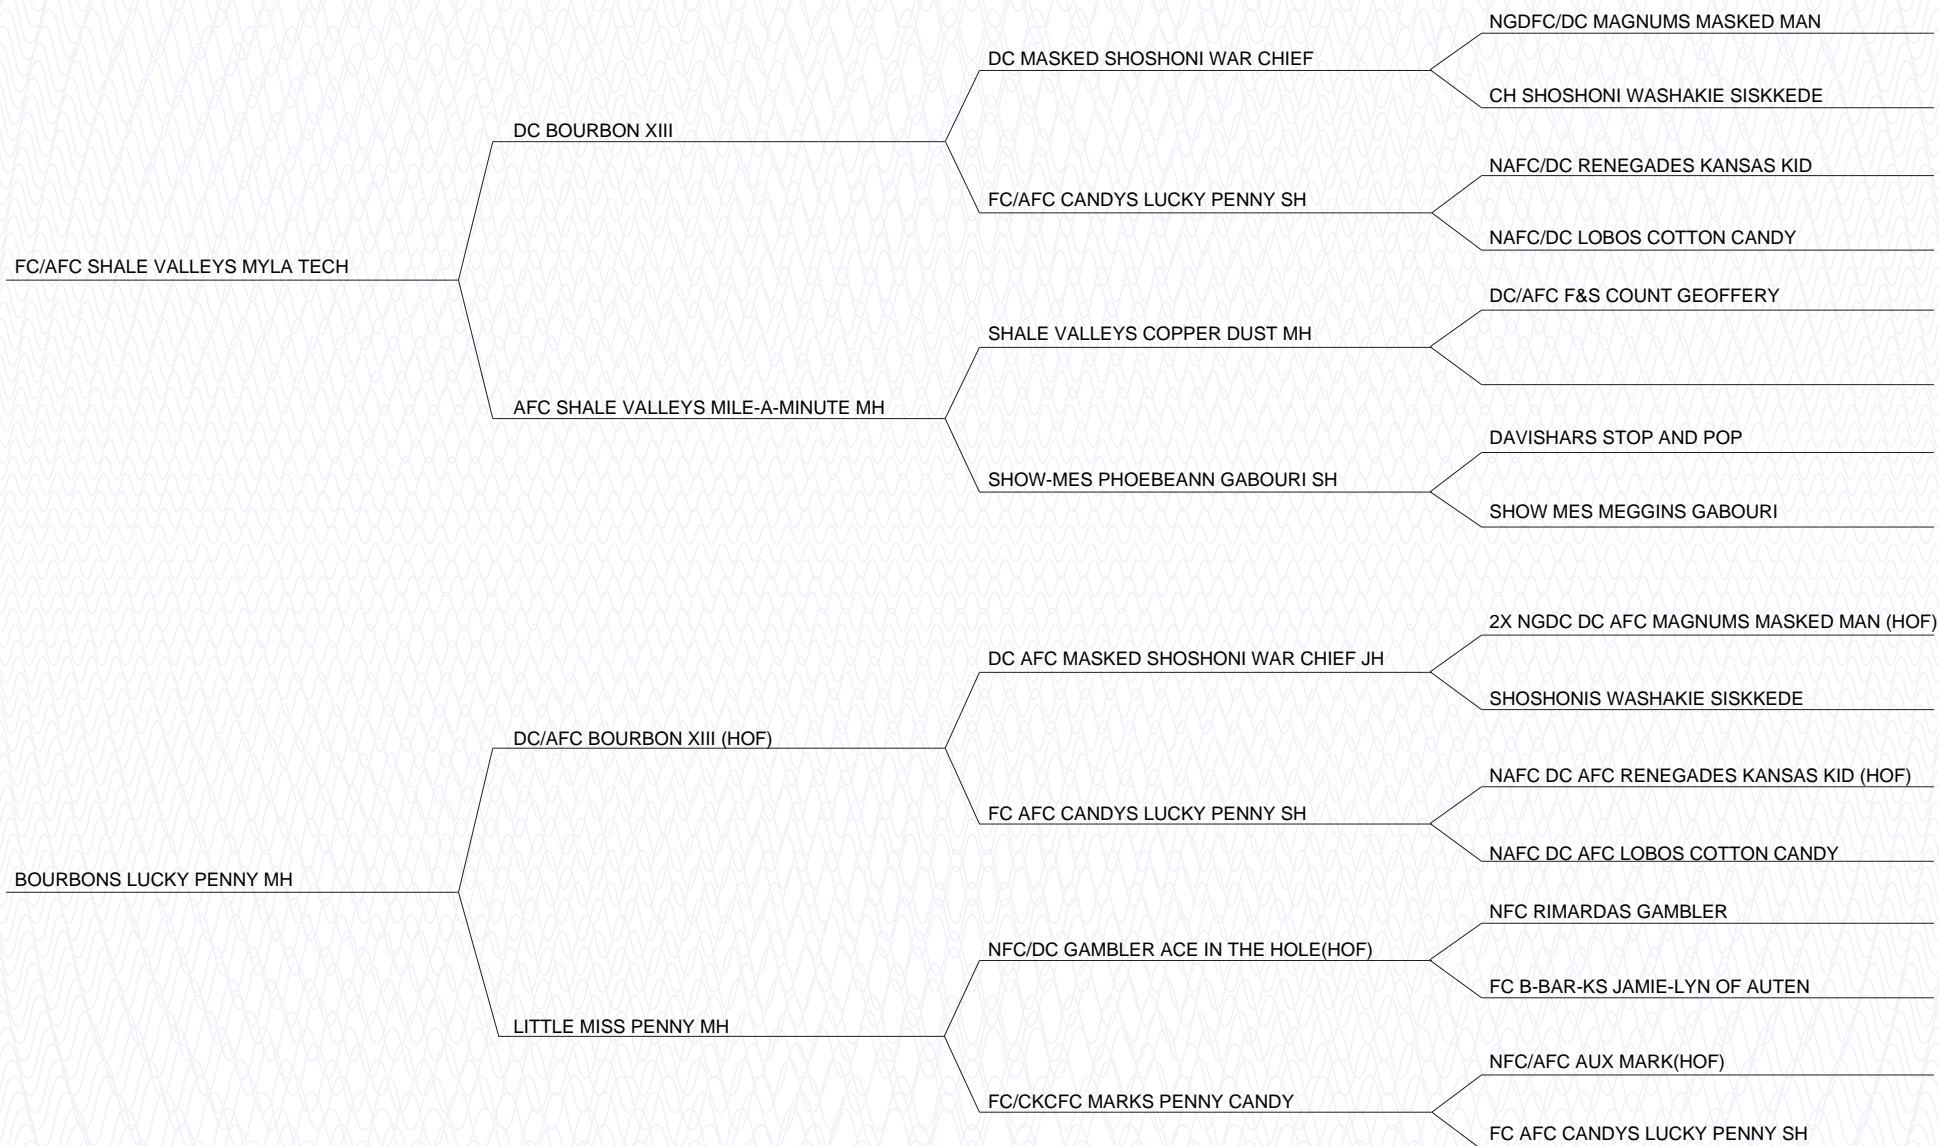 NGDFC/DC MAGNUMS MASKED MAN
DC MASKED SHOSHONI WAR CHIEF
CH SHOSHONI WASHAKIE SISKKEDE
DC BOURBON XIII
NAFC/DC RENEGADES KANSAS KID
FC/AFC CANDYS LUCKY PENNY SH
NAFC/DC LOBOS COTTON CANDY
FC/AFC SHALE VALLEYS MYLA TECH
DC/AFC F&S COUNT GEOFFERY
SHALE VALLEYS COPPER DUST MH
AFC SHALE VALLEYS MILE-A-MINUTE MH
DAVISHARS STOP AND POP
SHOW-MES PHOEBEANN GABOURI SH
SHOW MES MEGGINS GABOURI
2X NGDC DC AFC MAGNUMS MASKED MAN (HOF)
DC AFC MASKED SHOSHONI WAR CHIEF JH
SHOSHONIS WASHAKIE SISKKEDE
DC/AFC BOURBON XIII (HOF)
NAFC DC AFC RENEGADES KANSAS KID (HOF)
FC AFC CANDYS LUCKY PENNY SH
NAFC DC AFC LOBOS COTTON CANDY
BOURBONS LUCKY PENNY MH
NFC RIMARDAS GAMBLER
NFC/DC GAMBLER ACE IN THE HOLE(HOF)
FC B-BAR-KS JAMIE-LYN OF AUTEN
LITTLE MISS PENNY MH
NFC/AFC AUX MARK(HOF)
FC/CKCFC MARKS PENNY CANDY
FC AFC CANDYS LUCKY PENNY SH